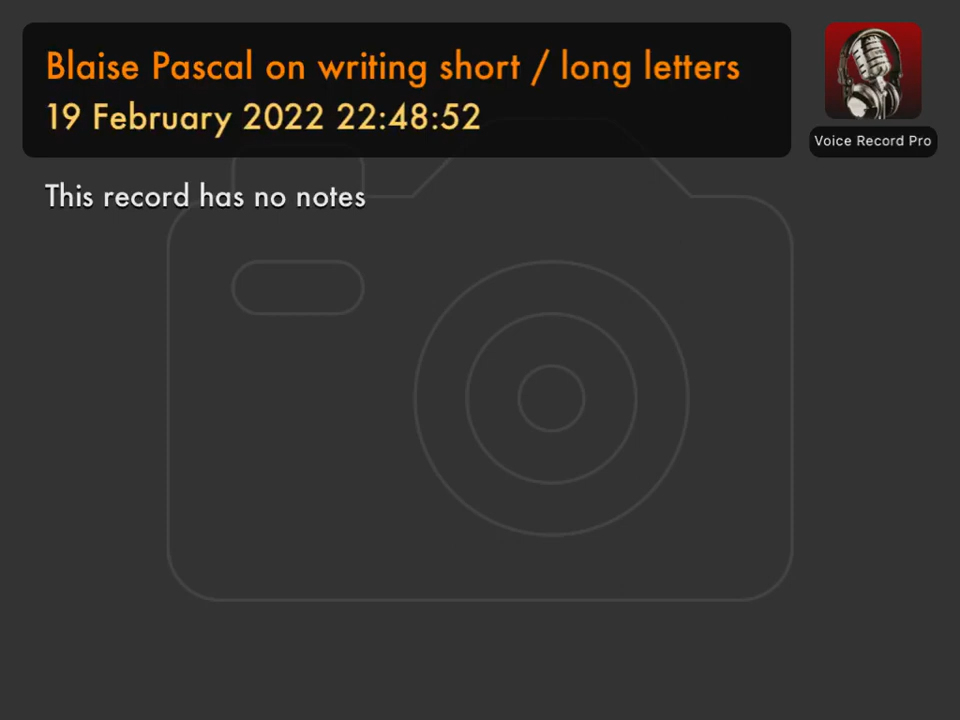 Blaise Pascal on writing short / long letters
19 February 2022 22:48:52
Voice Record Pro
This record has no notes